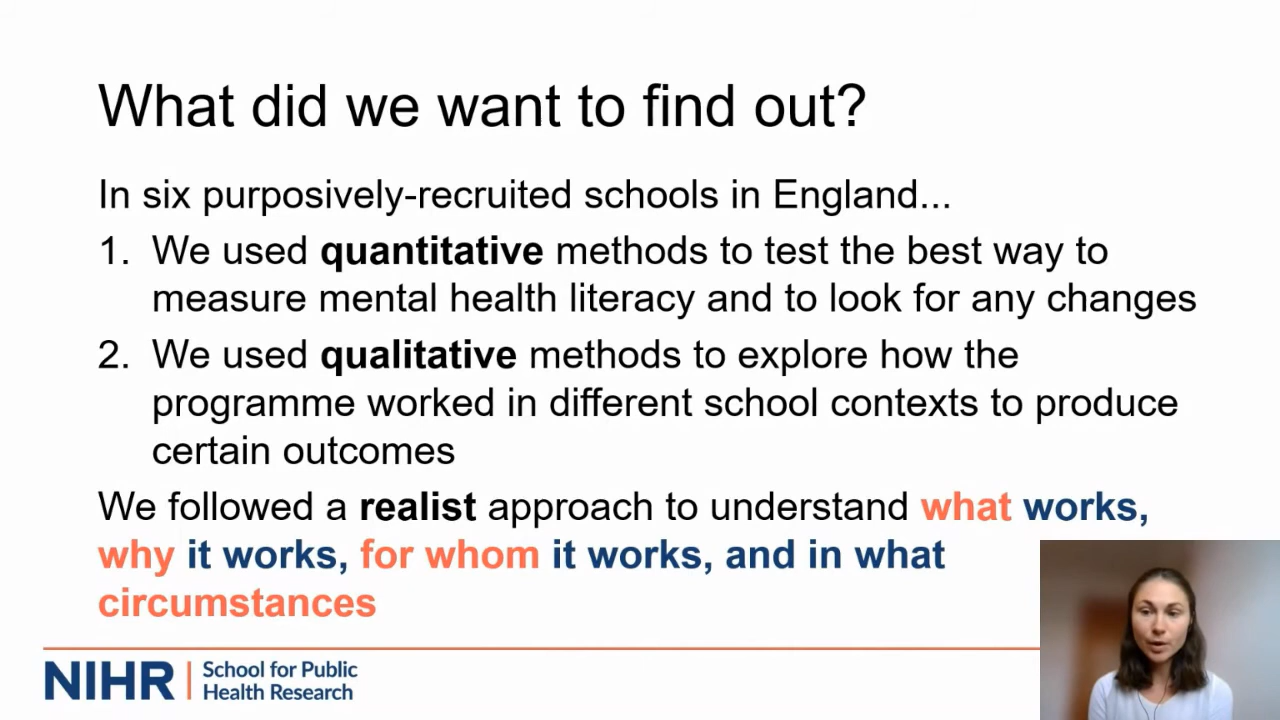 What did we want to find out?
In six purposively-recruited schools in England...
1. We used quantitative methods to test the best way to
measure mental health literacy and to look for any changes
2. We used qualitative methods to explore how the
programme worked in different school contexts to produce
certain outcomes
We followed a realist approach to understand what works,
why it works, for whom it works, and in what
circumstances
NIHR | School for Public
Health Research